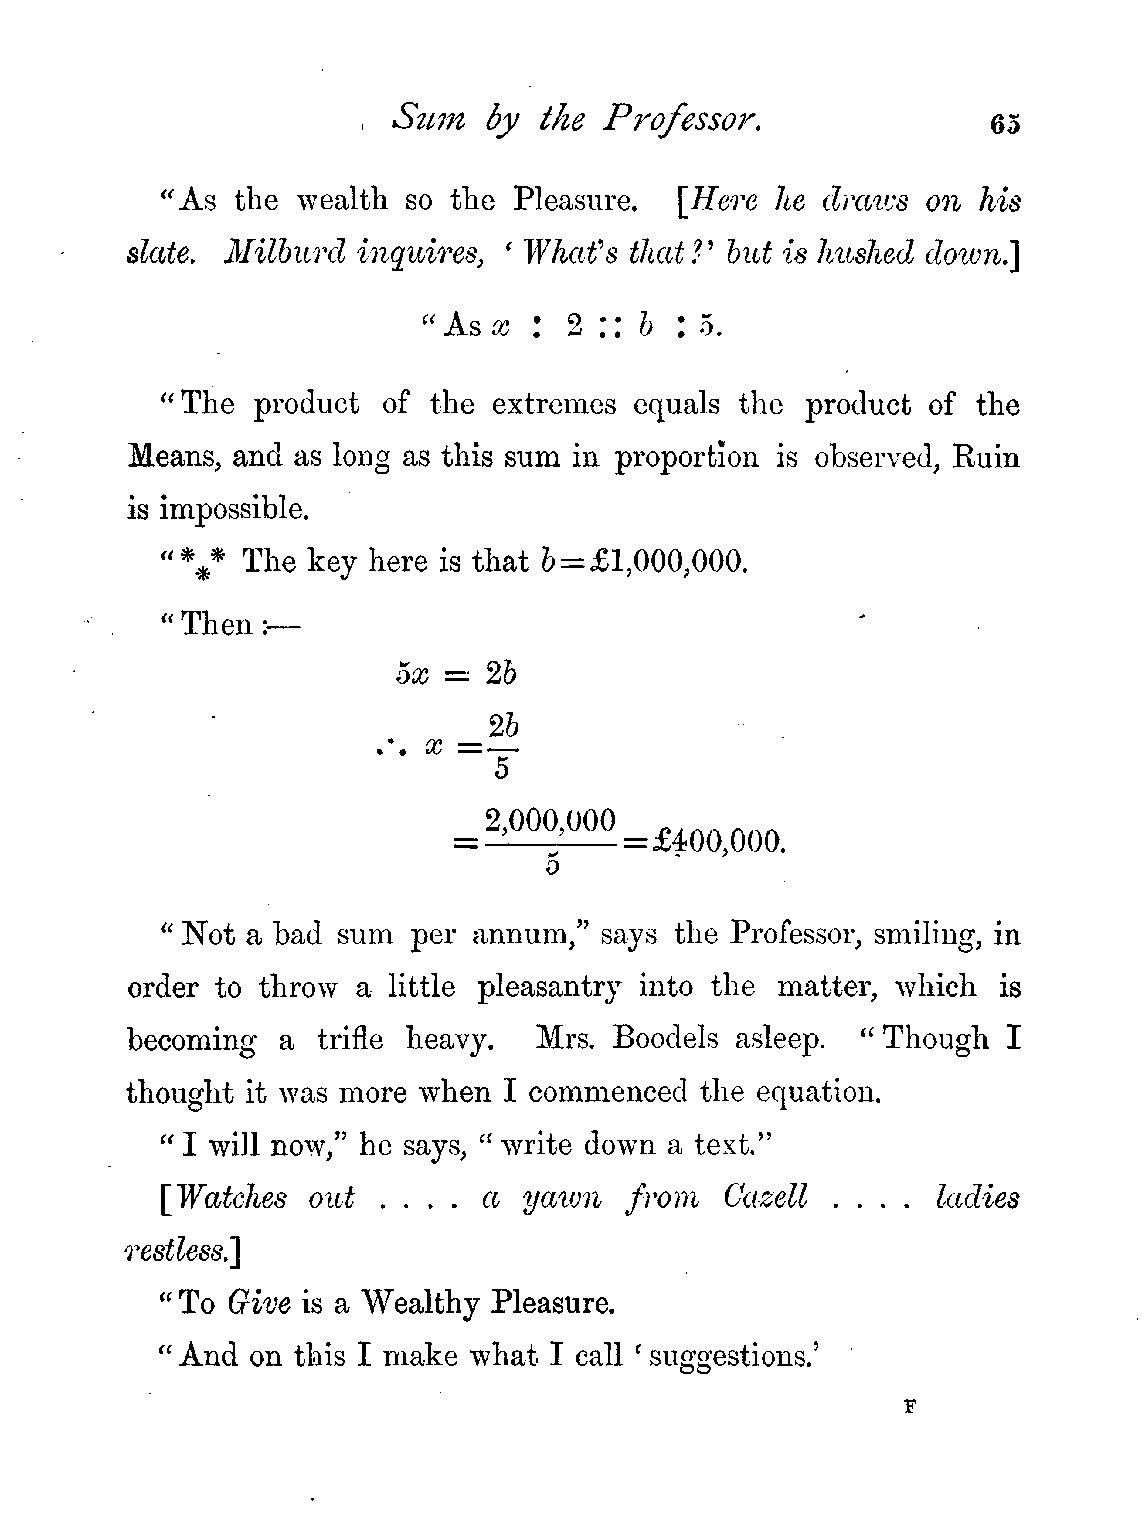 Sum by the Professor. 65
“As the wealth so the Pleasure. [Here he draws on his
slate. Milburd inquires, ‘What’s that?’ but is hushed down.]
“As x : 2 :: b : 5.
“The product of the extremes equals the product of the
Means, and as long as this sum in proportion is observed, Ruin
is impossible.
“*⁎* The key here is that b=£1,000,000.
“Then :—
5x = 2b
∴ x = 2b
5
= 2,000,000 = £400,000.
5
“Not a bad sum per annum,” says the Professor, smiling, in
order to throw a little pleasantry into the matter, which is
becoming a trifle heavy. Mrs. Boodels asleep. “Though I
thought it was more when I commenced the equation.
“I will now,” he says, “write down a text.”
[Watches out . . . . a yawn from Cazell . . . . ladies
restless.]
“To Give is a Wealthy Pleasure.
“And on this I make what I call ‘suggestions.’
F